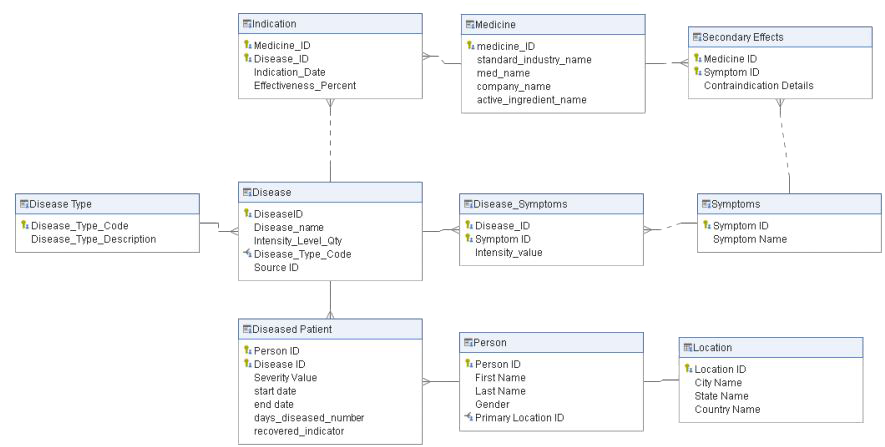 Indication
Medicine_ID
Disease_ID
Indication_Date
Effectiveness_Percent
Medicine
medicine_ID
standard_industry_name
med_name
company_name
active_ingredient_name
Secondary Effects
Medicine ID
Symptom ID
Contraindication Details
Disease Type
Disease_Type_Code
Disease_Type_Description
Disease
DiseaseID
Disease_name
Intensity_Level_Qty
Disease_Type_Code
Source ID
Disease_Symptoms
Disease_ID
Symptom ID
Intensity_value
Symptoms
Symptom ID
Symptom Name
Diseased Patient
Person ID
Disease ID
Severity Value
start date
end date
days_diseased_number
recovered_indicator
Person
Person ID
First Name
Last Name
Gender
Primary Location ID
Location
Location ID
City Name
State Name
Country Name